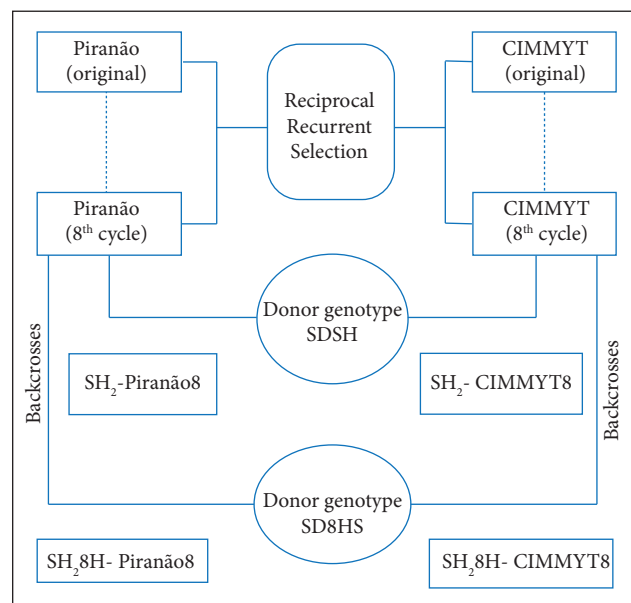 Piranão
(original)
Reciprocal
Recurrent
Selection
CIMMYT
(original)
Piranão
(8th cycle)
CIMMYT
(8th cycle)
Donor genotype
SDSH
Backcrosses
SH2-Piranão8
SH2- CIMMYT8
Backcrosses
Donor genotype
SD8HS
SH28H- Piranão8
SH28H- CIMMYT8